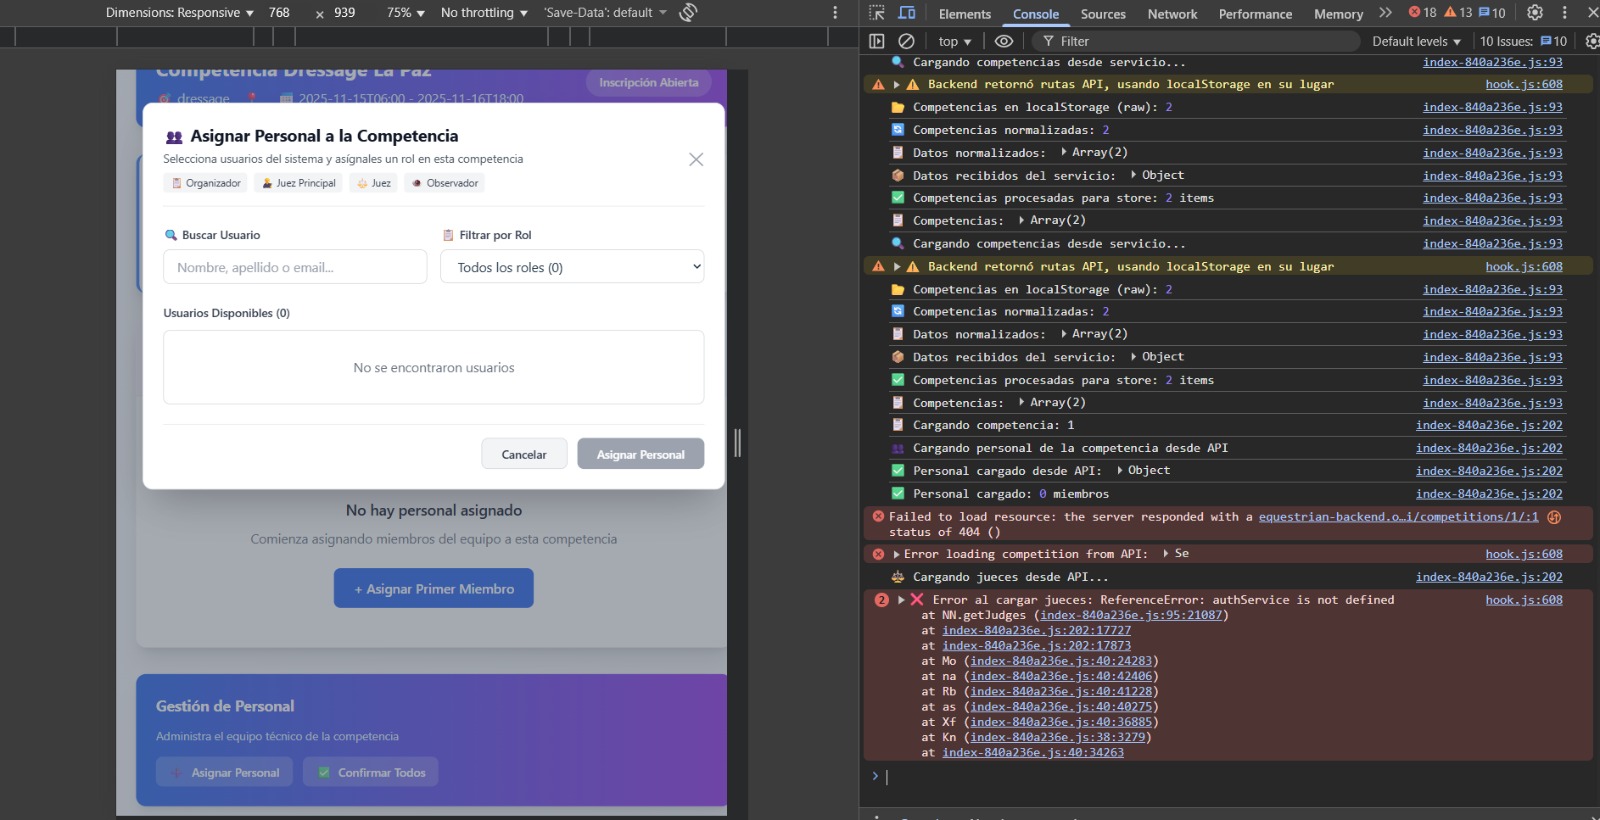 Dimensions: Responsive 768 x 939 75% No throttling 'Save-Data': default
Competencia Dressage La Paz
Inscripción Abierta
dressage 2025-11-15T06:00 - 2025-11-16T18:00
Asignar Personal a la Competencia
Selecciona usuarios del sistema y asígnales un rol en esta competencia
Organizador Juez Principal Juez Observador
Buscar Usuario Filtrar por Rol
Nombre, apellido o email... Todos los roles (0)
Usuarios Disponibles (0)
No se encontraron usuarios
Cancelar Asignar Personal
No hay personal asignado
Comienza asignando miembros del equipo a esta competencia
+ Asignar Primer Miembro
Gestión de Personal
Administra el equipo técnico de la competencia
Asignar Personal Confirmar Todos
Elements Console Sources Network Performance Memory 18 13 10
top Filter Default levels 10 Issues: 10
Cargando competencias desde servicio... index-840a236e.js:93
Backend retornó rutas API, usando localStorage en su lugar hook.js:608
Competencias en localStorage (raw): 2 index-840a236e.js:93
Competencias normalizadas: 2 index-840a236e.js:93
Datos normalizados: Array(2) index-840a236e.js:93
Datos recibidos del servicio: Object index-840a236e.js:93
Competencias procesadas para store: 2 items index-840a236e.js:93
Competencias: Array(2) index-840a236e.js:93
Cargando competencias desde servicio... index-840a236e.js:93
Backend retornó rutas API, usando localStorage en su lugar hook.js:608
Competencias en localStorage (raw): 2 index-840a236e.js:93
Competencias normalizadas: 2 index-840a236e.js:93
Datos normalizados: Array(2) index-840a236e.js:93
Datos recibidos del servicio: Object index-840a236e.js:93
Competencias procesadas para store: 2 items index-840a236e.js:93
Competencias: Array(2) index-840a236e.js:93
Cargando competencia: 1 index-840a236e.js:202
Cargando personal de la competencia desde API index-840a236e.js:202
Personal cargado desde API: Object index-840a236e.js:202
Personal cargado: 0 miembros index-840a236e.js:202
Failed to load resource: the server responded with a equestrian-backend.o…i/competitions/1/:1
status of 404 ()
Error loading competition from API: Se hook.js:608
Cargando jueces desde API... index-840a236e.js:202
2 Error al cargar jueces: ReferenceError: authService is not defined hook.js:608
at NN.getJudges (index-840a236e.js:95:21087)
at index-840a236e.js:202:17727
at index-840a236e.js:202:17873
at Mo (index-840a236e.js:40:24283)
at na (index-840a236e.js:40:42406)
at Rb (index-840a236e.js:40:41228)
at as (index-840a236e.js:40:40275)
at Xf (index-840a236e.js:40:36885)
at Kn (index-840a236e.js:38:3279)
at index-840a236e.js:40:34263